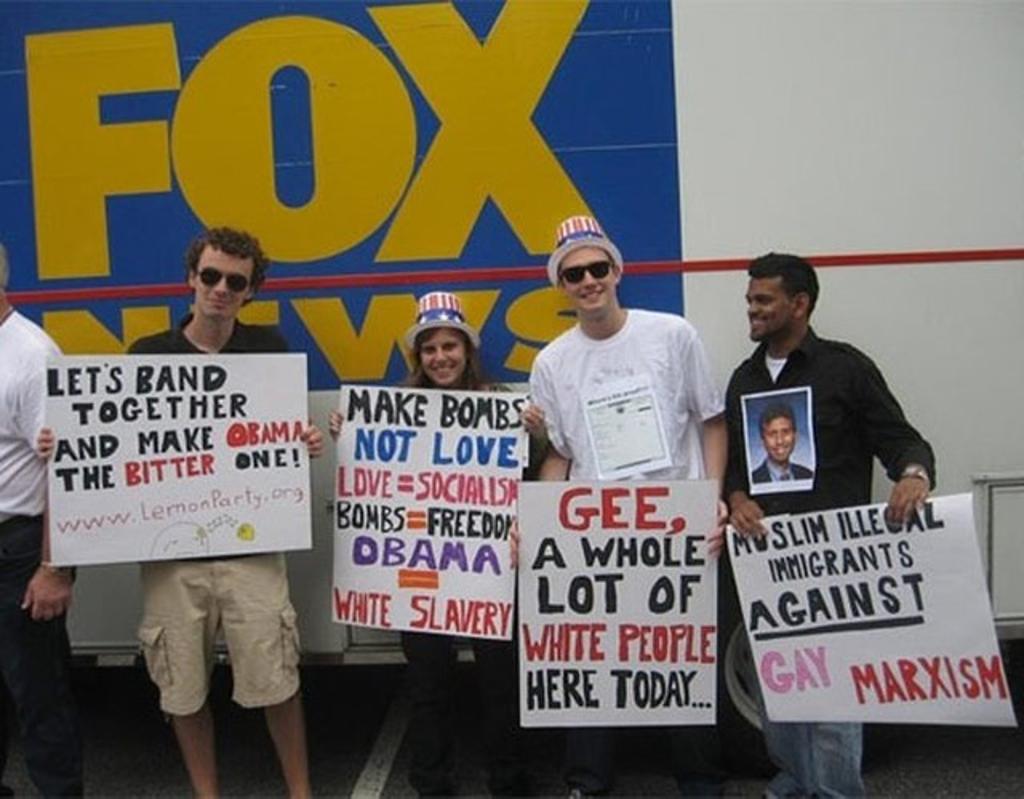 FOX
NEWS
LET'S BAND
TOGETHER
AND MAKE OBAMA
THE BITTER ONE!
www.LemonParty.org
MAKE BOMBS
NOT LOVE
LOVE = SOCIALISM
BOMBS = FREEDOM
OBAMA
=
WHITE SLAVERY
GEE,
A WHOLE
LOT OF
WHITE PEOPLE
HERE TODAY...
MUSLIM ILLEGAL
IMMIGRANTS
AGAINST
GAY MARXISM